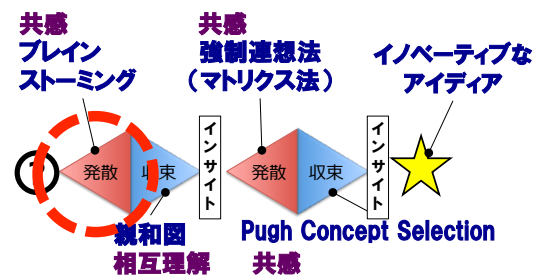 共感
ブレイン
ストーミング
共感
強制連想法
(マトリクス法)
イノベーティブな
アイディア
?
発散
収束
インサイト
発散
収束
インサイト
親和図
相互理解
Pugh Concept Selection
共感